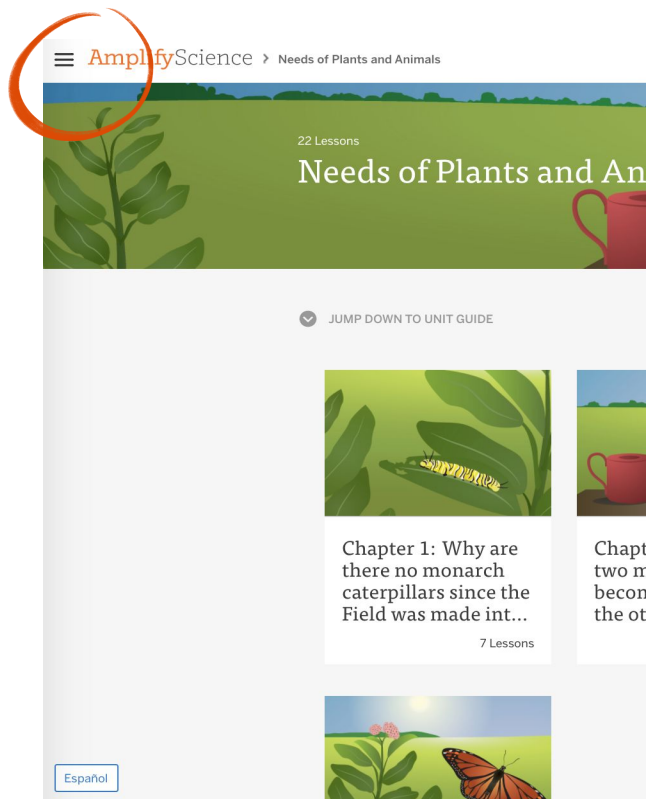 AmplifyScience > Needs of Plants and Animals
22 Lessons
Needs of Plants and An
JUMP DOWN TO UNIT GUIDE
Chapter 1: Why are
there no monarch
caterpillars since the
Field was made int...
7 Lessons
Chapt
two m
becom
the ot
Español